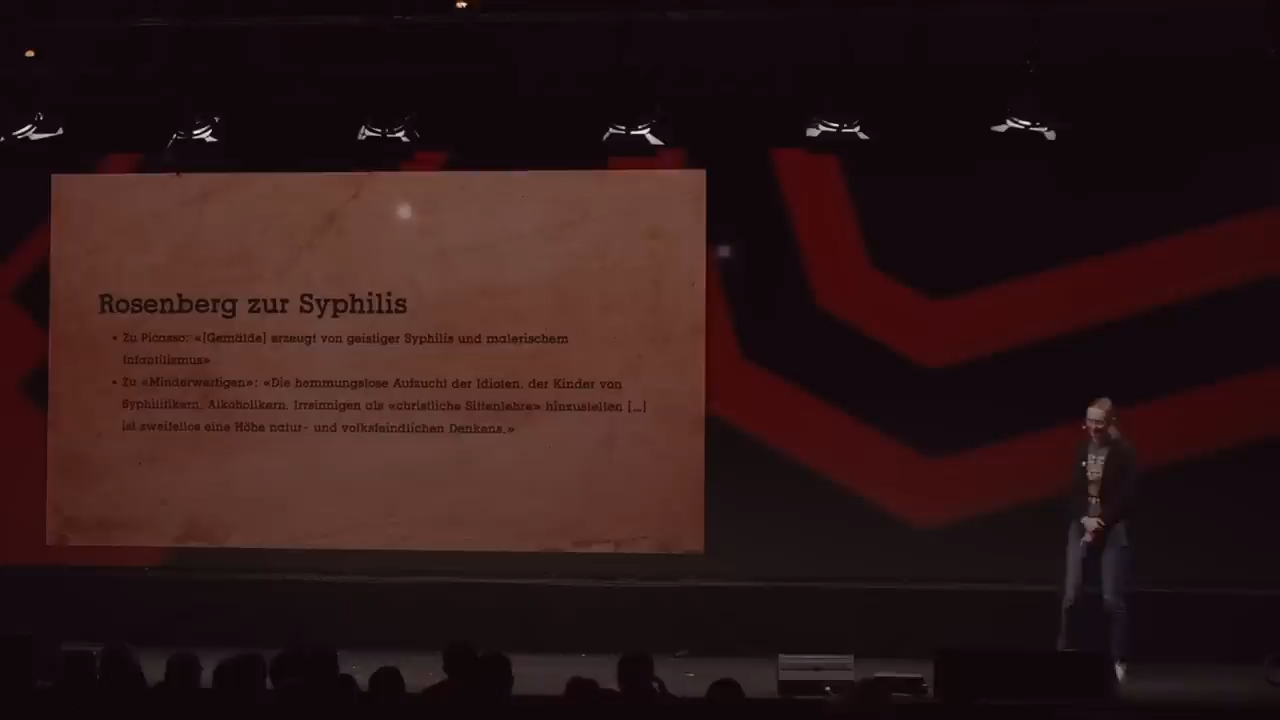 Rosenberg zur Syphilis
• Zu Picasso: «[Gemälde] erzeugt von geistiger Syphilis und malerischem
Infantilismus»
• Zu «Minderwertigen»: «Die hemmungslose Aufzucht der Idioten, der Kinder von
Syphilitikern, Alkoholikern, Irrsinnigen als «christliche Sittenlehre» hinzustellen [...]
ist zweifellos eine Höhe natur- und volksfeindlichen Denkens.»